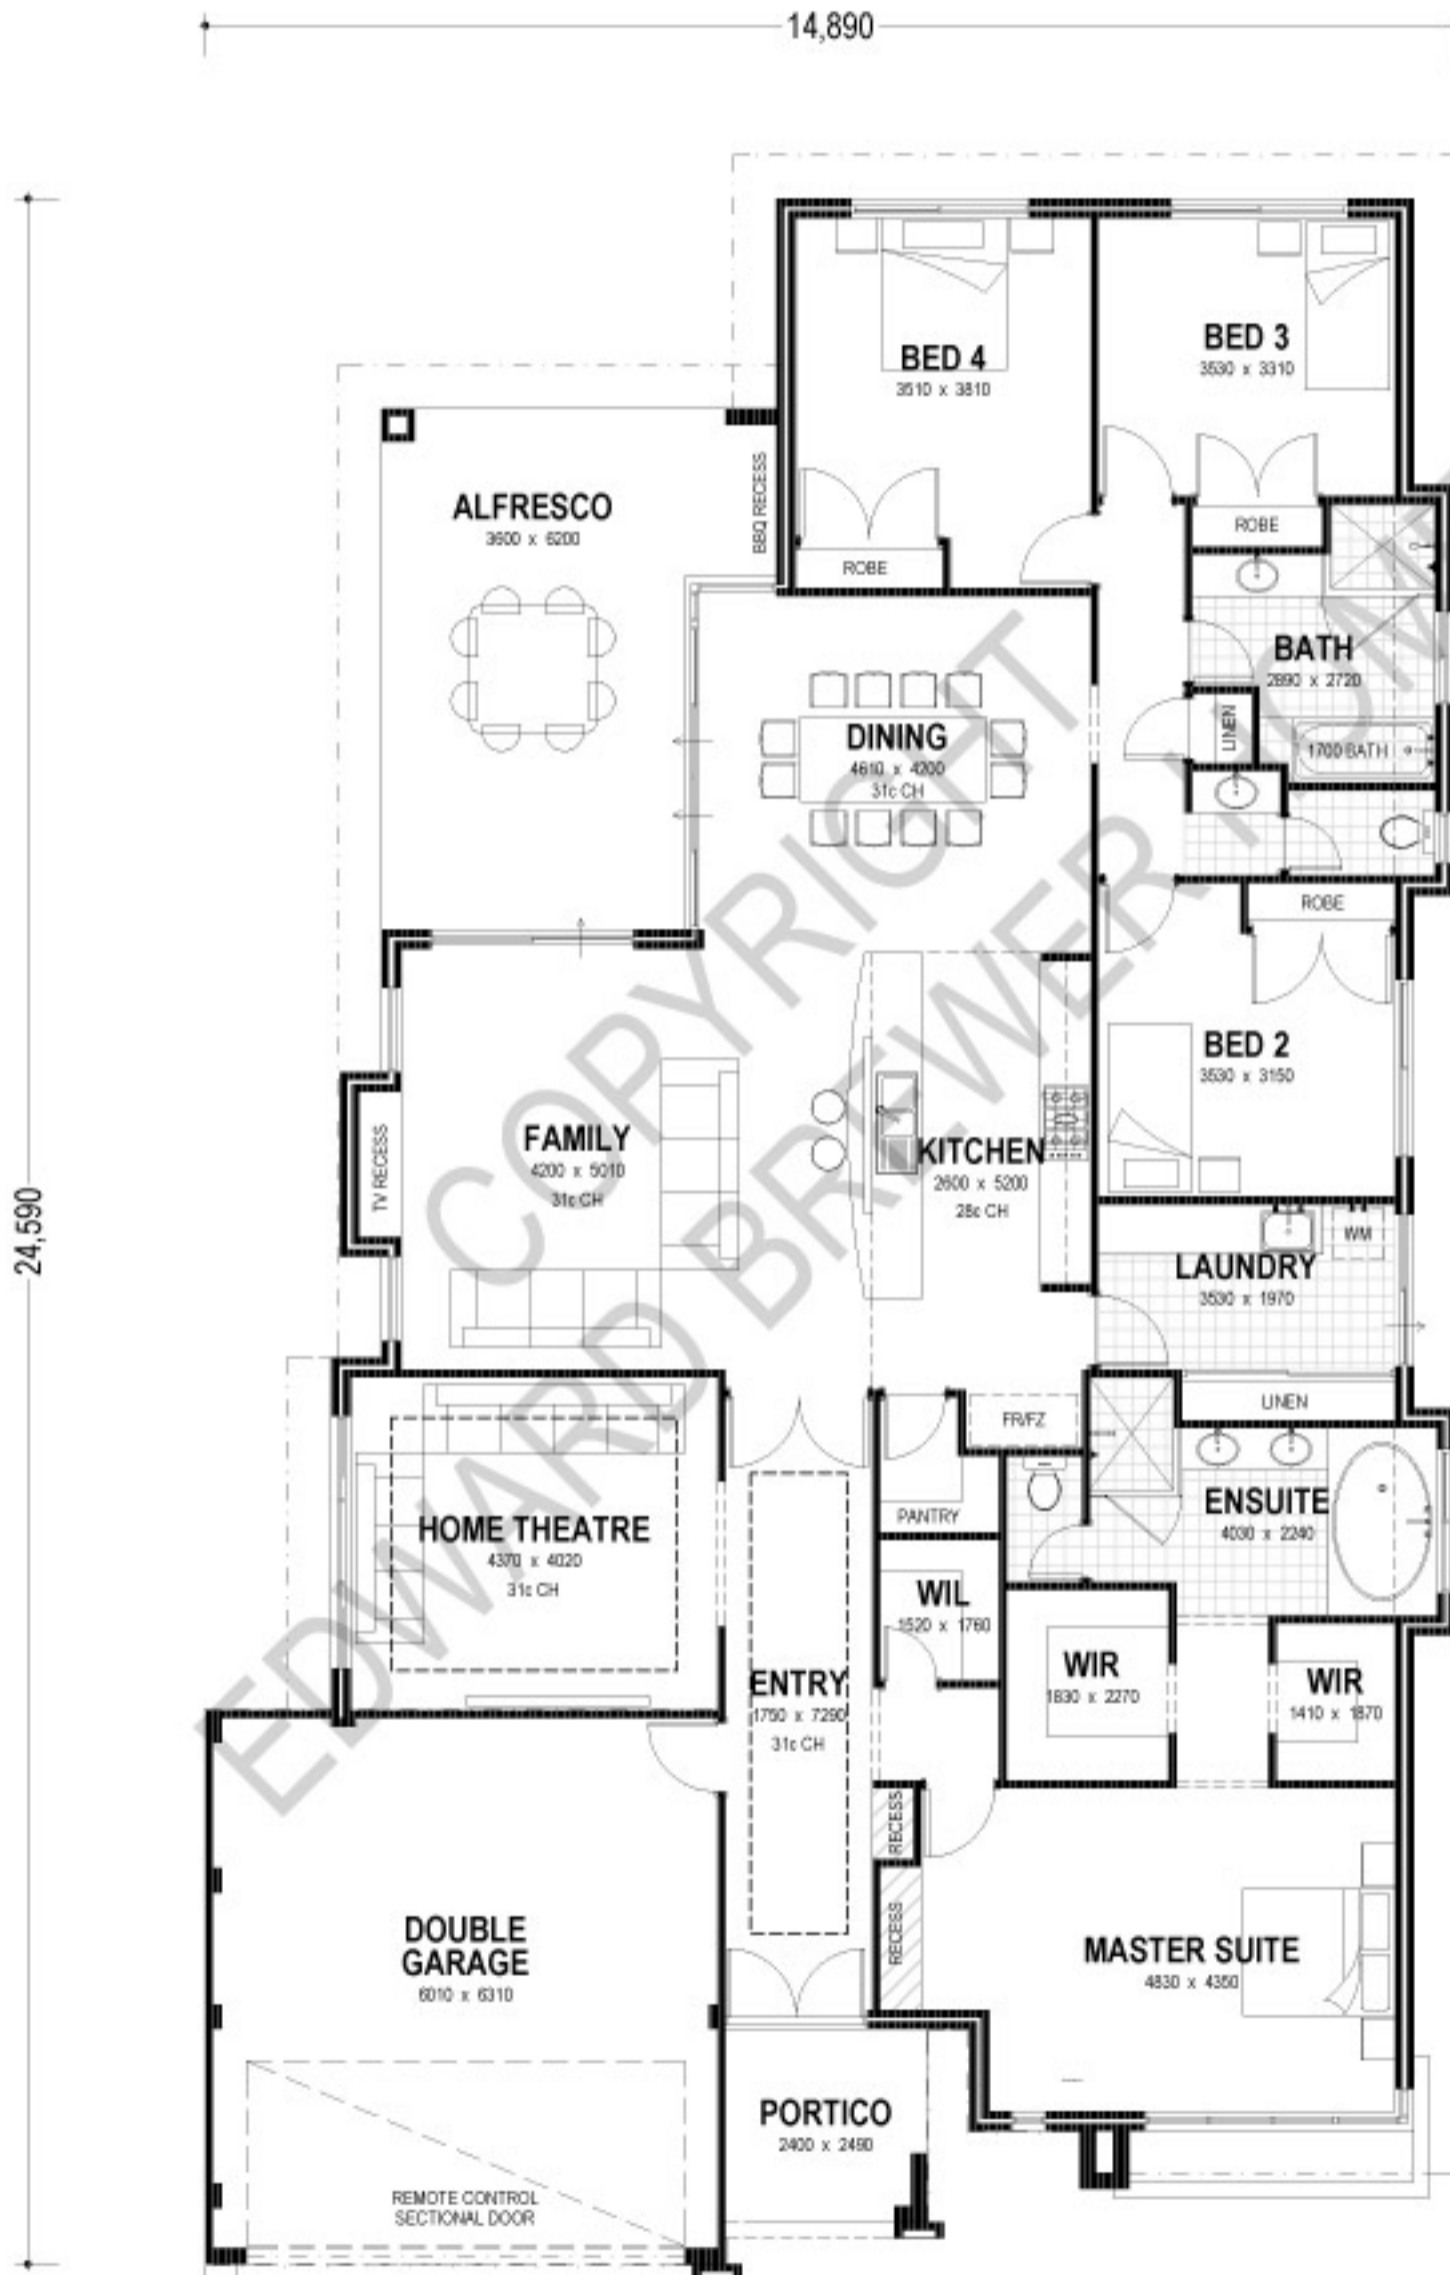 14,890
24,590
BED 4
3510 x 3810
BED 3
3530 x 3310
ALFRESCO
3600 x 6200
BBQ RECESS
ROBE
ROBE
BATH
2890 x 2720
LINEN
1700 BATH
DINING
4610 x 4200
31c CH
ROBE
BED 2
3530 x 3150
FAMILY
4200 x 5010
31c CH
TV RECESS
KITCHEN
2600 x 5200
28c CH
WM
LAUNDRY
3530 x 1970
LINEN
FR/FZ
PANTRY
ENSUITE
4030 x 2240
HOME THEATRE
4370 x 4020
31c CH
WIL
1520 x 1760
WIR
1830 x 2270
WIR
1410 x 1870
ENTRY
1750 x 7290
31c CH
RECESS
RECESS
DOUBLE
GARAGE
6010 x 6310
MASTER SUITE
4830 x 4350
PORTICO
2400 x 2490
REMOTE CONTROL
SECTIONAL DOOR
COPYRIGHT
EDWARD BREWER HOME